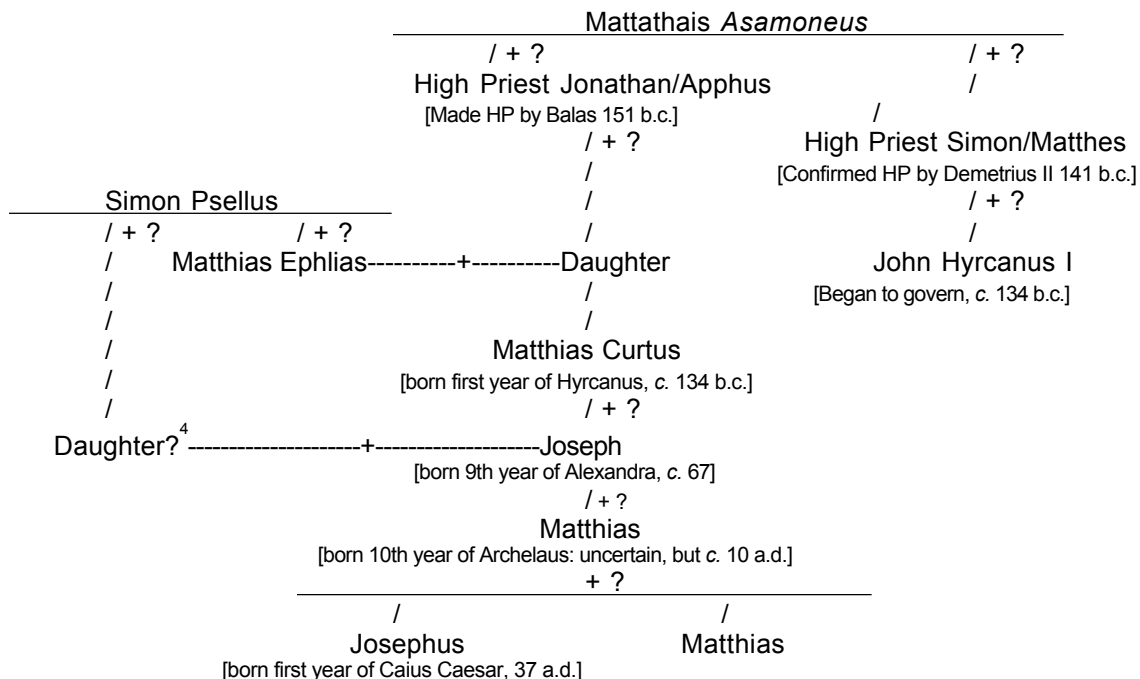 Mattathais Asamoneus
/ + ? / + ?
High Priest Jonathan/Apphus /
[Made HP by Balas 151 b.c.] /
/ + ? High Priest Simon/Matthes
/ [Confirmed HP by Demetrius II 141 b.c.]
Simon Psellus / / + ?
/ + ? / + ? / /
/ Matthias Ephlias----------+----------Daughter John Hyrcanus I
/ / [Began to govern, c. 134 b.c.]
/ /
/ Matthias Curtus
/ [born first year of Hyrcanus, c. 134 b.c.]
/ / + ?
Daughter?4--------------------+--------------------Joseph
[born 9th year of Alexandra, c. 67]
/ + ?
Matthias
[born 10th year of Archelaus: uncertain, but c. 10 a.d.]
+ ?
/ /
Josephus Matthias
[born first year of Caius Caesar, 37 a.d.]